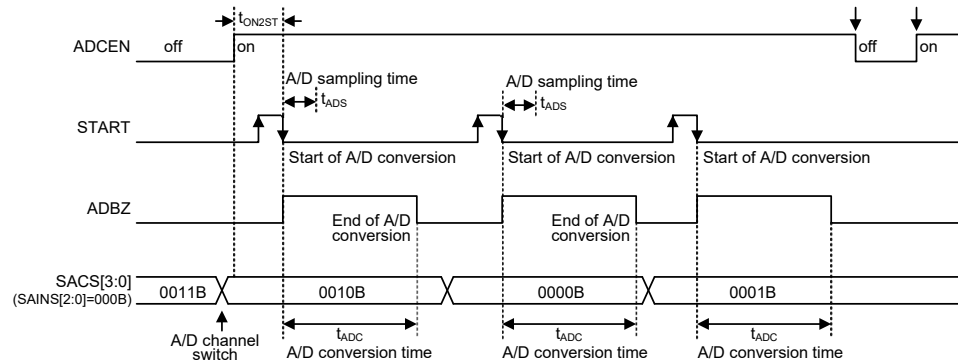 tON2ST
ADCEN
off
on
off
on
A/D sampling time
tADS
A/D sampling time
tADS
START
Start of A/D conversion
Start of A/D conversion
Start of A/D conversion
ADBZ
End of A/D
conversion
End of A/D
conversion
SACS[3:0]
(SAINS[2:0]=000B)
0011B
0010B
0000B
0001B
A/D channel
switch
tADC
A/D conversion time
tADC
A/D conversion time
tADC
A/D conversion time